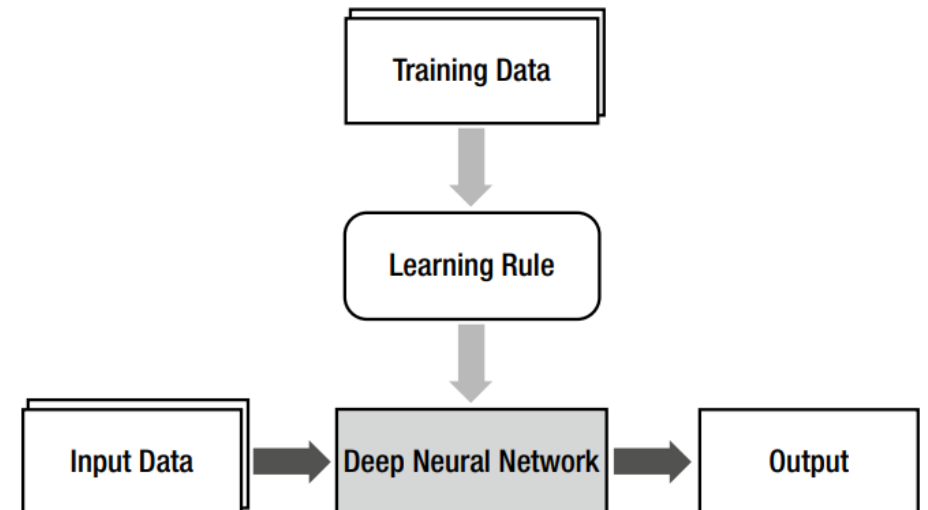 Training Data
Learning Rule
Input Data
Deep Neural Network
Output